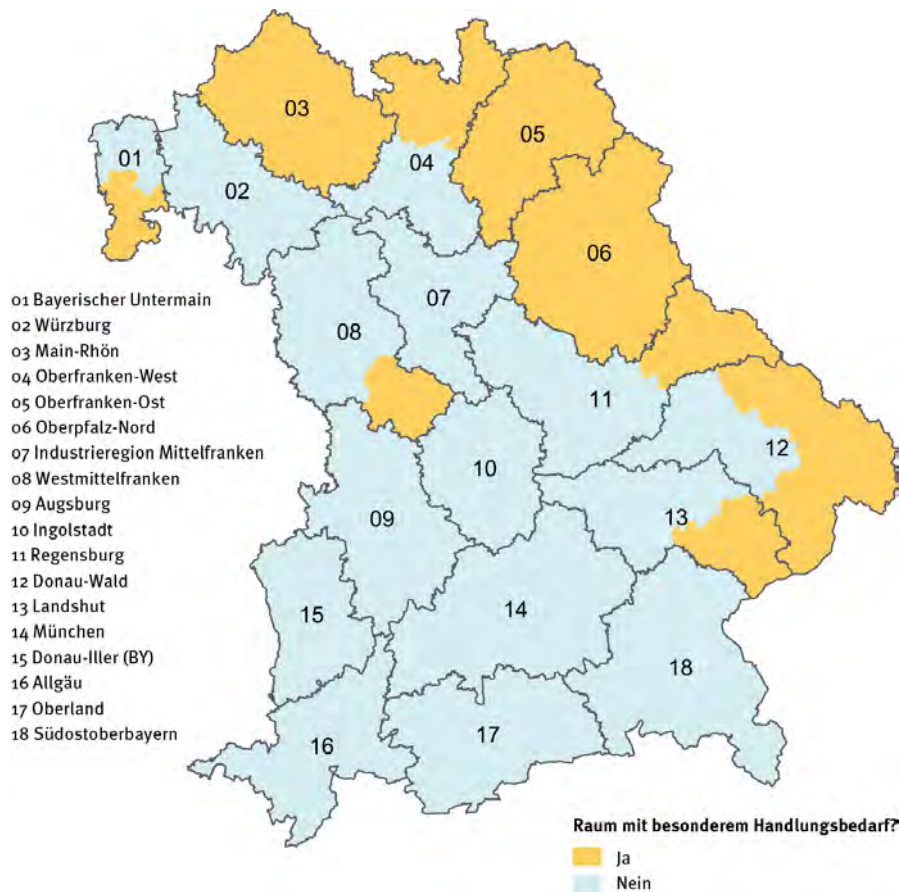 03
05
01
04
02
06
07
08
11
12
10
13
09
14
15
18
17
16
01 Bayerischer Untermain
02 Würzburg
03 Main-Rhön
04 Oberfranken-West
05 Oberfranken-Ost
06 Oberpfalz-Nord
07 Industrieregion Mittelfranken
08 Westmittelfranken
09 Augsburg
10 Ingolstadt
11 Regensburg
12 Donau-Wald
13 Landshut
14 München
15 Donau-Iller (BY)
16 Allgäu
17 Oberland
18 Südostoberbayern
Raum mit besonderem Handlungsbedarf?*
Ja
Nein